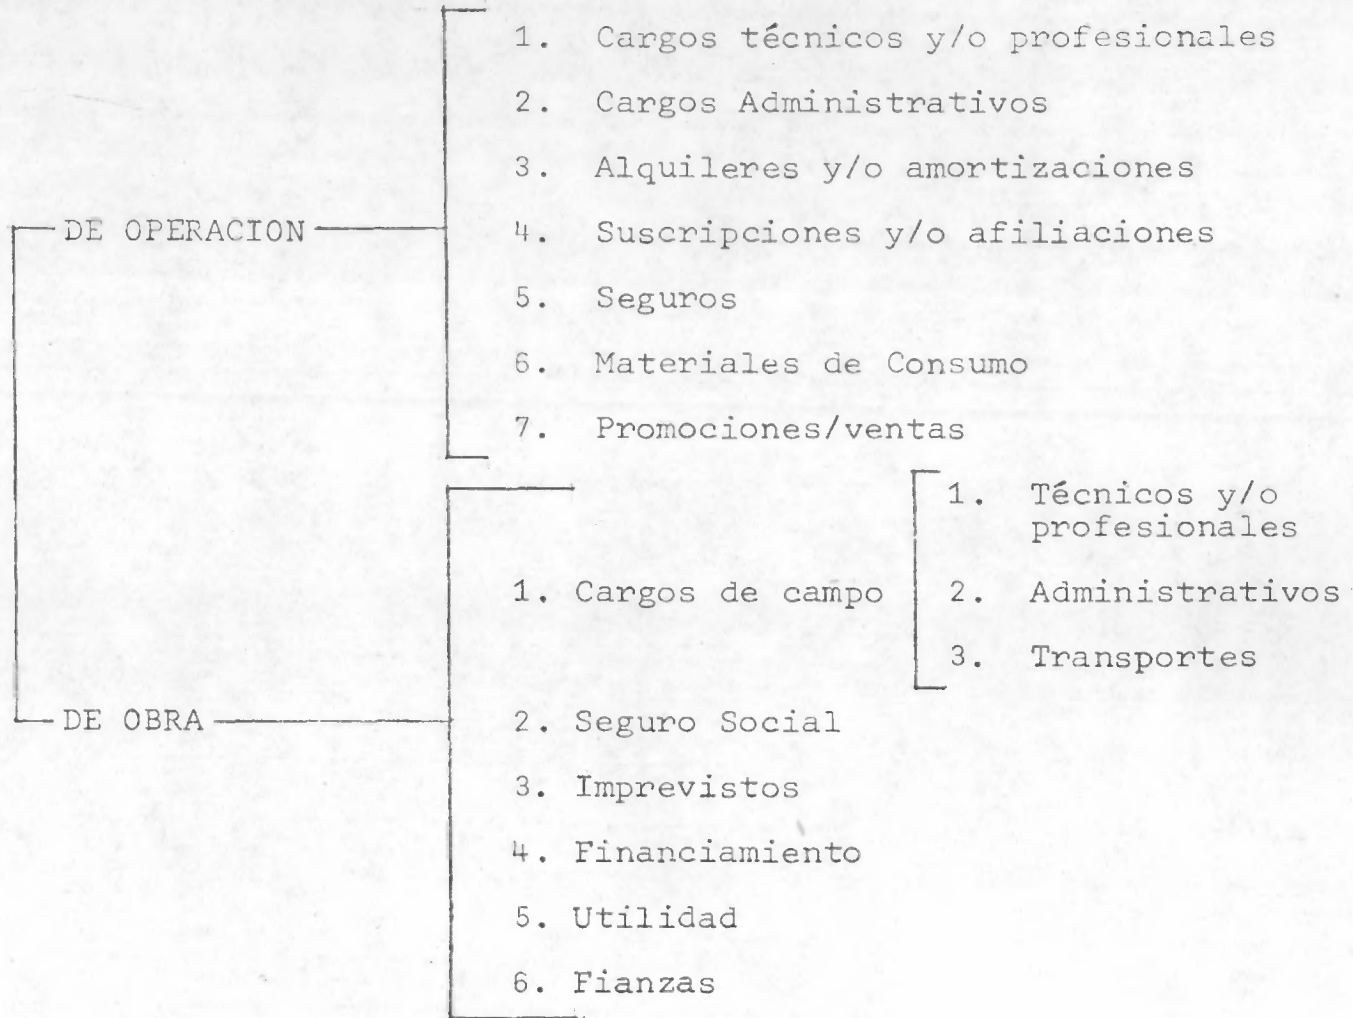 DE OPERACION
1. Cargos técnicos y/o profesionales
2. Cargos Administrativos
3. Alquileres y/o amortizaciones
4. Suscripciones y/o afiliaciones
5. Seguros
6. Materiales de Consumo
7. Promociones/ventas
DE OBRA
1. Cargos de campo
1. Técnicos y/o
profesionales
2. Administrativos
3. Transportes
2. Seguro Social
3. Imprevistos
4. Financiamiento
5. Utilidad
6. Fianzas